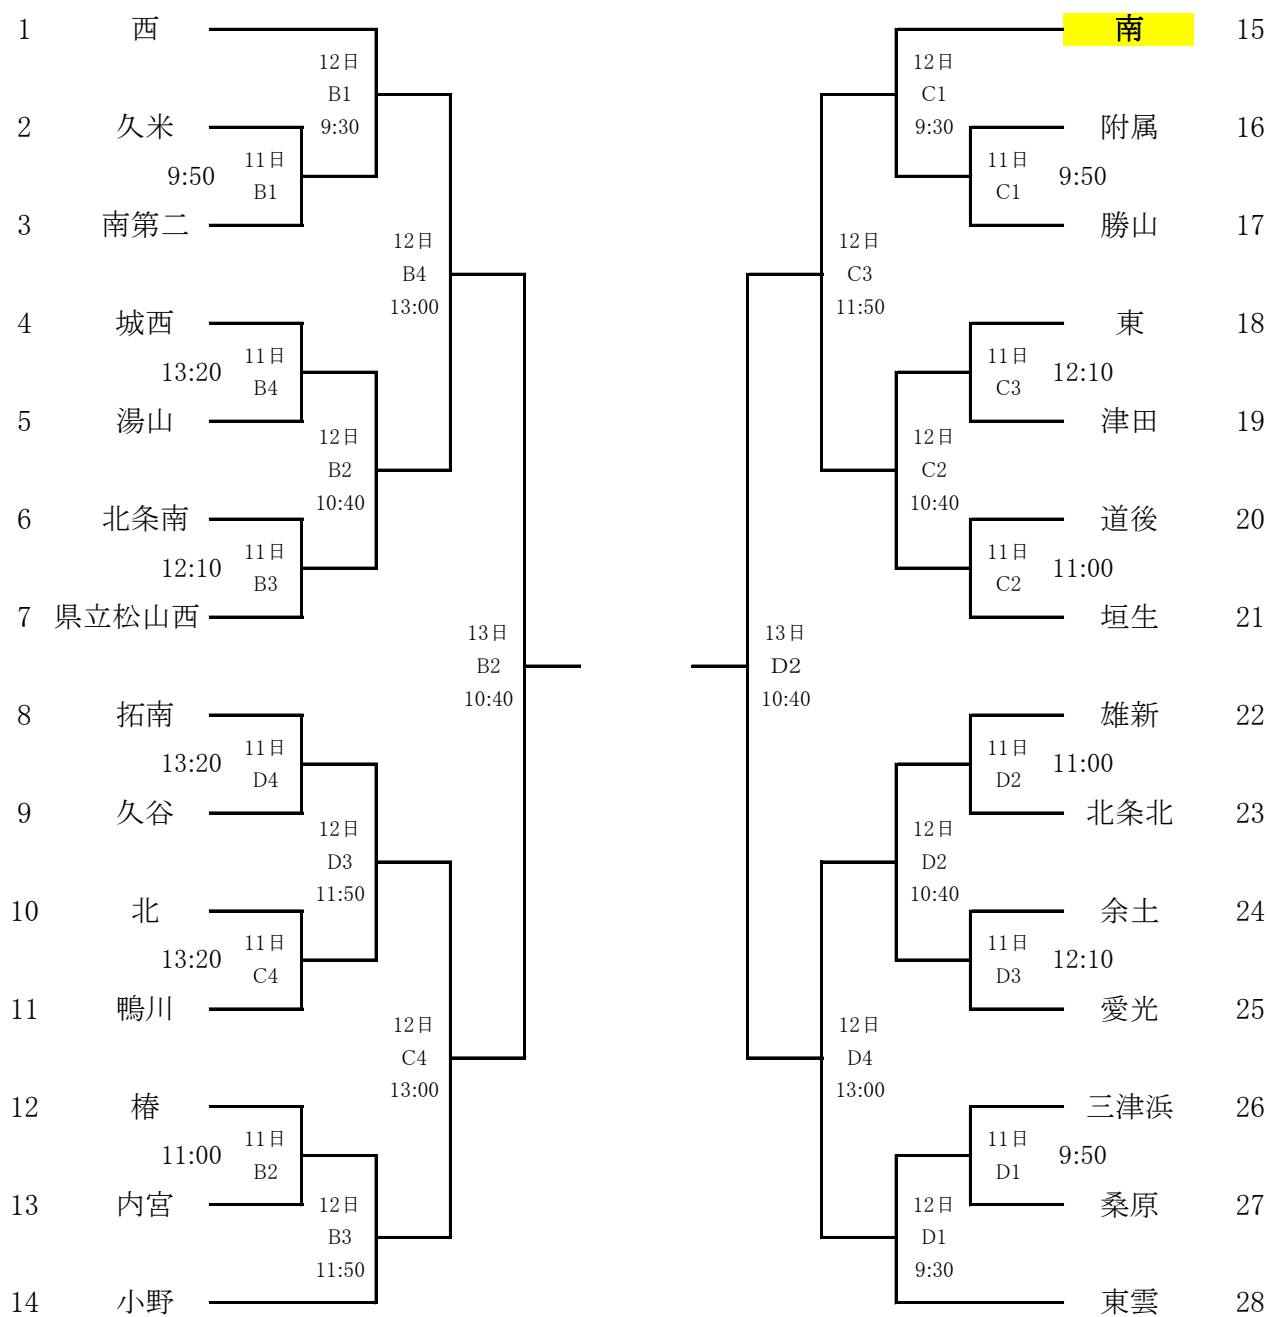 1 西
南 15
12日
B1
9:30
12日
C1
9:30
2 久米
附属 16
9:50
11日
B1
11日
C1
9:50
3 南第二
勝山 17
12日
B4
13:00
12日
C3
11:50
4 城西
東 18
13:20
11日
B4
11日
C3
12:10
5 湯山
津田 19
12日
B2
10:40
12日
C2
10:40
6 北条南
道後 20
12:10
11日
B3
11日
C2
11:00
7 県立松山西
垣生 21
13日
B2
10:40
13日
D2
10:40
8 拓南
雄新 22
13:20
11日
D4
11日
D2
11:00
9 久谷
北条北 23
12日
D3
11:50
12日
D2
10:40
10 北
余土 24
13:20
11日
C4
11日
D3
12:10
11 鴨川
愛光 25
12日
C4
13:00
12日
D4
13:00
12 椿
三津浜 26
11:00
11日
B2
11日
D1
9:50
13 内宮
桑原 27
12日
B3
11:50
12日
D1
9:30
14 小野
東雲 28